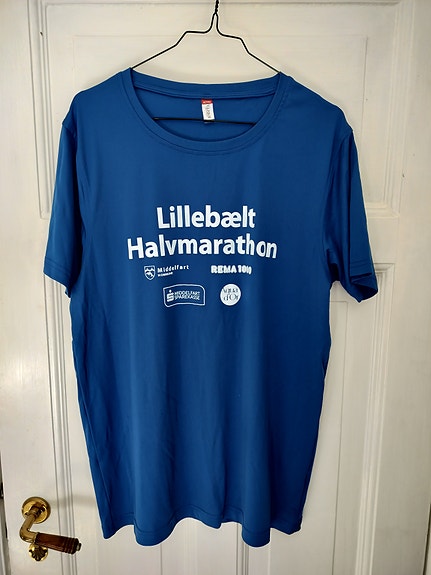 Lillebælt
Halvmarathon
Middelfart
REMA 1000
MIDDELFART
SPAREKASSE